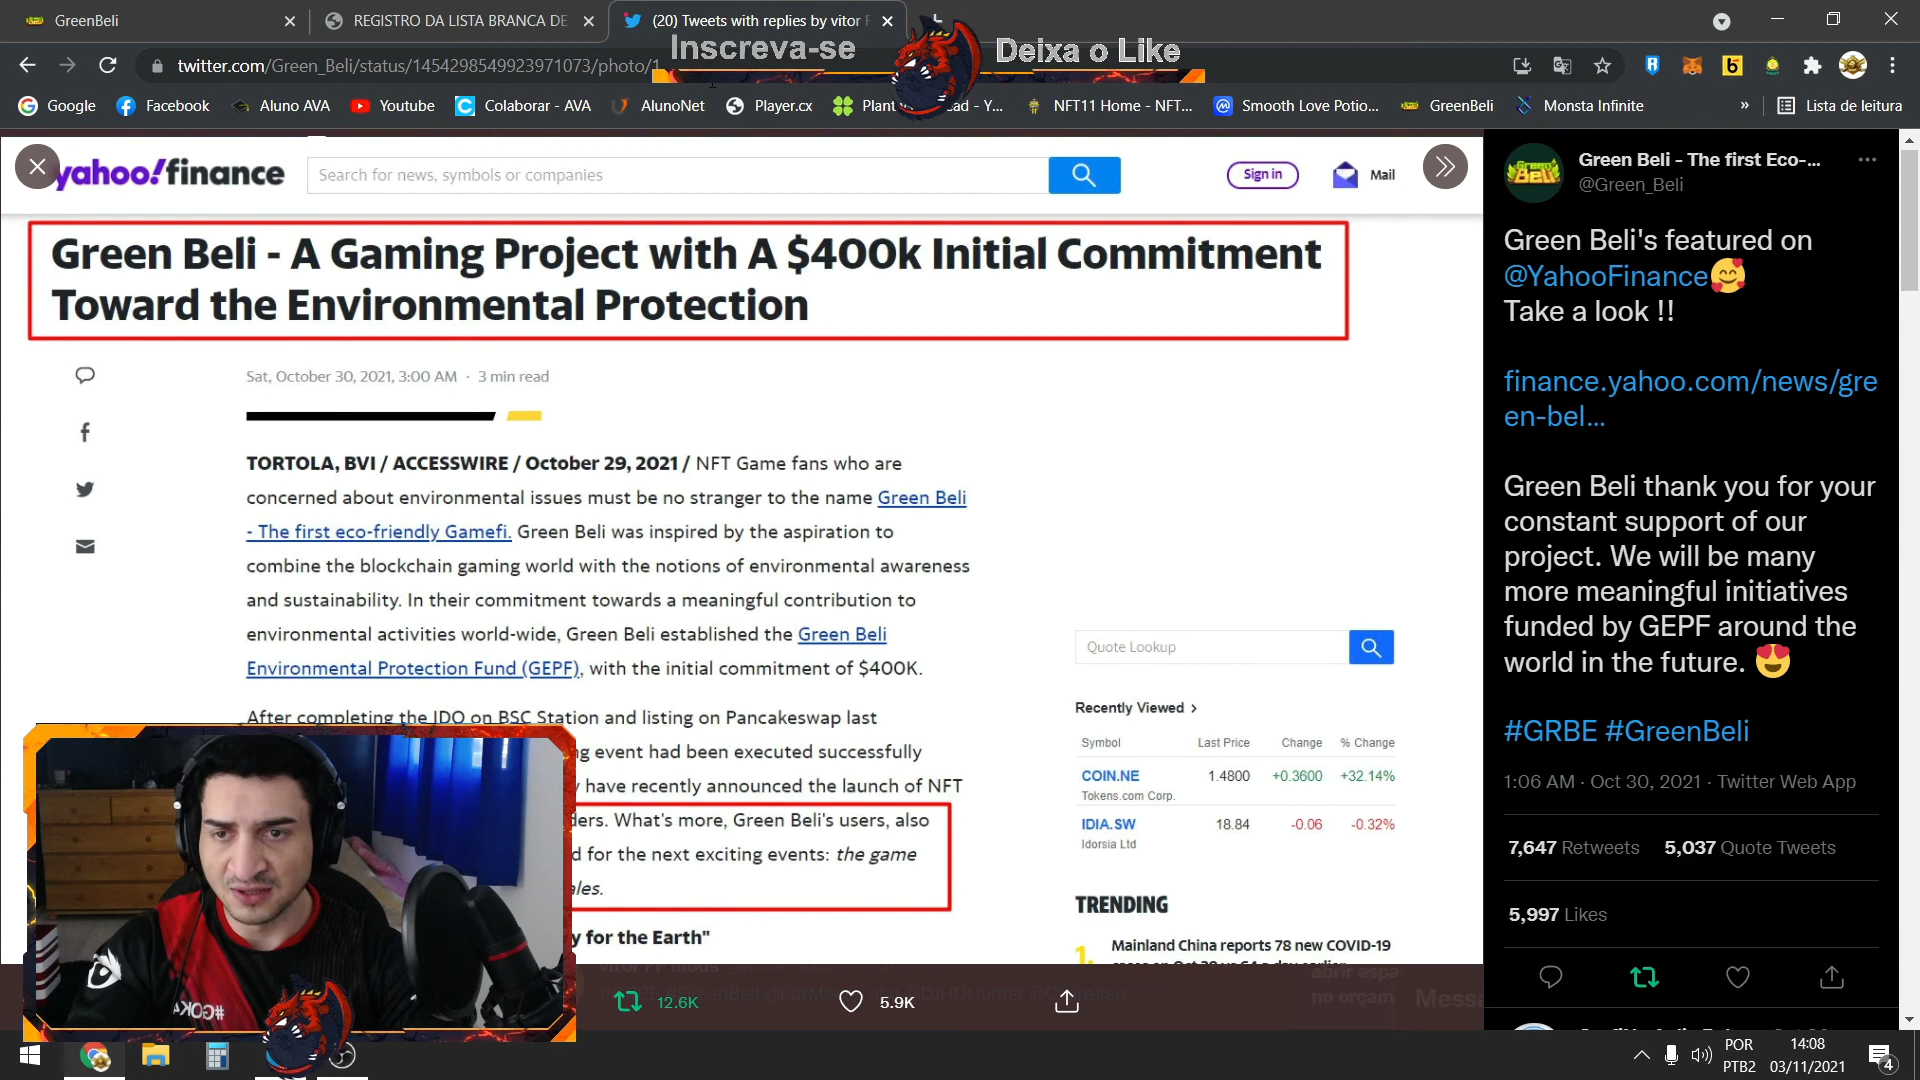 GreenBeli
REGISTRO DA LISTA BRANCA DE
(20) Tweets with replies by vitor F
Inscreva-se
Deixa o Like
twitter.com/Green_Beli/status/1454298549923971073/photo/1
Google
Facebook
Aluno AVA
Youtube
Colaborar - AVA
AlunoNet
Player.cx
NFT11 Home - NFT...
Smooth Love Potio...
GreenBeli
Monsta Infinite
»
Lista de leitura
yahoo!finance
Search for news, symbols or companies
Sign in
Mail
Green Beli - A Gaming Project with A $400k Initial Commitment
Toward the Environmental Protection
Sat, October 30, 2021, 3:00 AM · 3 min read
TORTOLA, BVI / ACCESSWIRE / October 29, 2021 / NFT Game fans who are
concerned about environmental issues must be no stranger to the name Green Beli
- The first eco-friendly Gamefi. Green Beli was inspired by the aspiration to
combine the blockchain gaming world with the notions of environmental awareness
and sustainability. In their commitment towards a meaningful contribution to
environmental activities world-wide, Green Beli established the Green Beli
Environmental Protection Fund (GEPF), with the initial commitment of $400K.
After completing the IDO on BSC Station and listing on Pancakeswap last
event had been executed successfully
have recently announced the launch of NFT
ders. What's more, Green Beli's users, also
d for the next exciting events: the game
ales.
y for the Earth"
Quote Lookup
Recently Viewed >
Symbol Last Price Change % Change
COIN.NE 1.4800 +0.3600 +32.14%
Tokens.com Corp.
IDIA.SW 18.84 -0.06 -0.32%
Idorsia Ltd
TRENDING
1. Mainland China reports 78 new COVID-19
12.6K
5.9K
Green Beli
Green Beli - The first Eco-...
@Green_Beli
Green Beli's featured on
@YahooFinance🥰
Take a look !!
finance.yahoo.com/news/gre
en-bel...
Green Beli thank you for your
constant support of our
project. We will be many
more meaningful initiatives
funded by GEPF around the
world in the future. 😍
#GRBE #GreenBeli
1:06 AM · Oct 30, 2021 · Twitter Web App
7,647 Retweets 5,037 Quote Tweets
5,997 Likes
POR
PTB2
14:08
03/11/2021
4